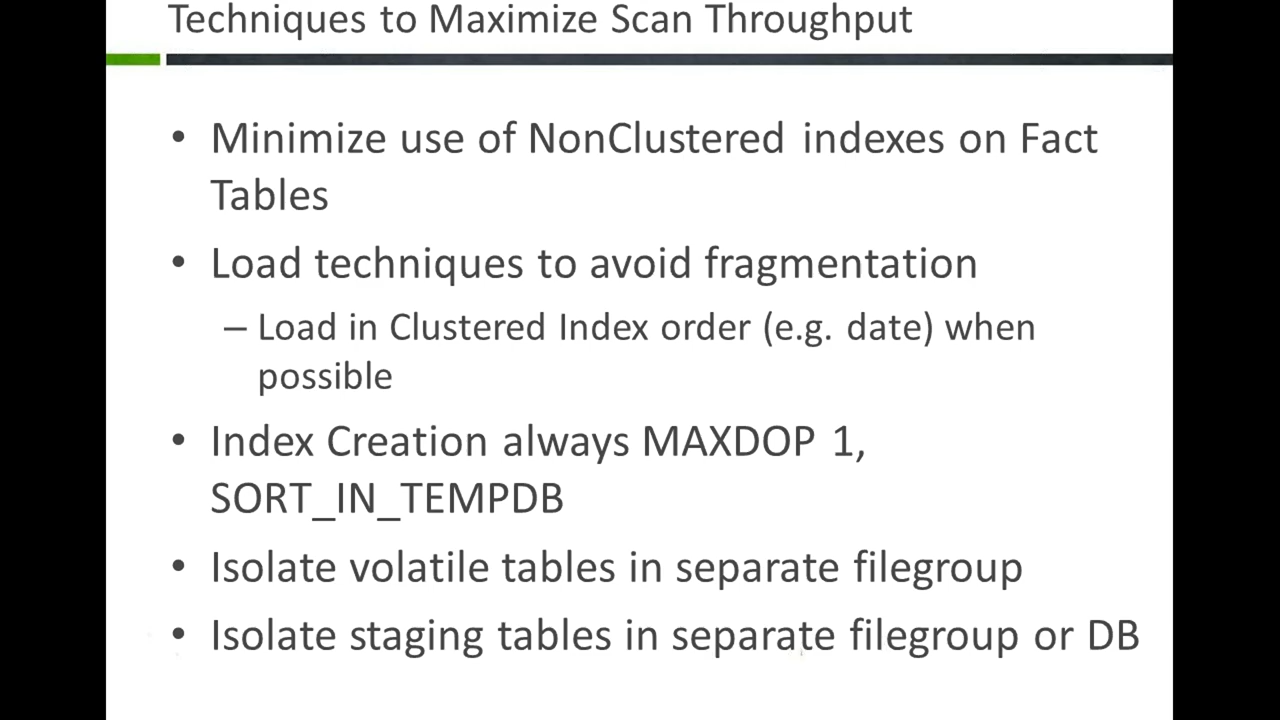 Techniques to Maximize Scan Throughput
• Minimize use of NonClustered indexes on Fact
Tables
• Load techniques to avoid fragmentation
– Load in Clustered Index order (e.g. date) when
possible
• Index Creation always MAXDOP 1,
SORT_IN_TEMPDB
• Isolate volatile tables in separate filegroup
• Isolate staging tables in separate filegroup or DB